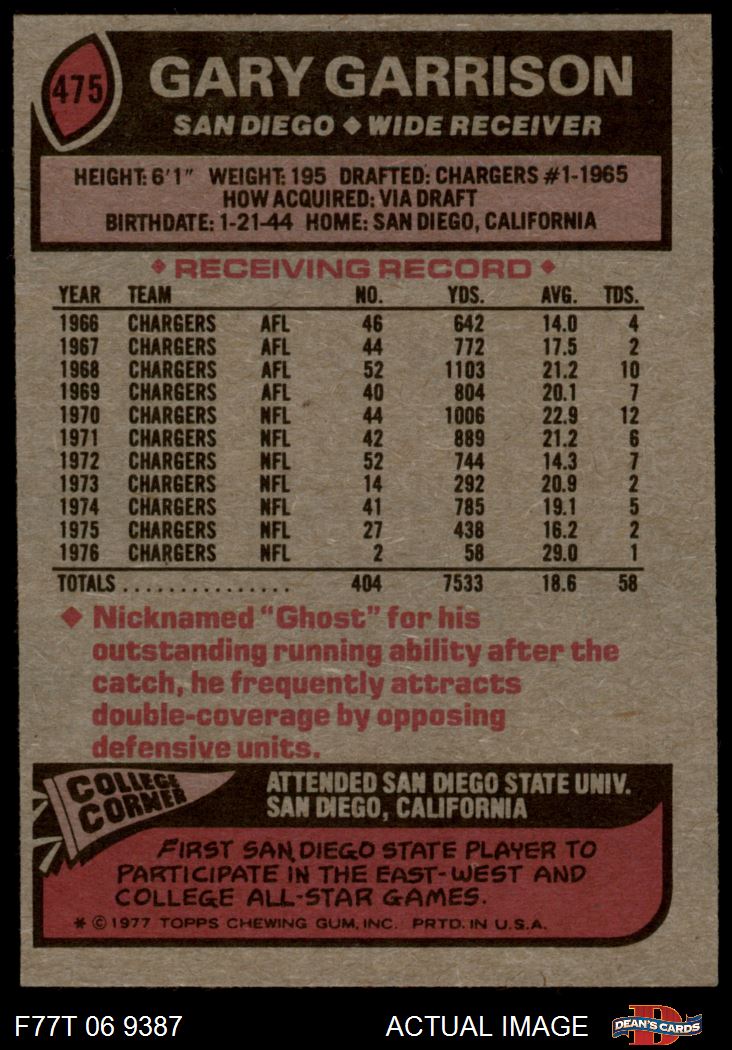 475
GARY GARRISON
SAN DIEGO ♦ WIDE RECEIVER
HEIGHT: 6'1" WEIGHT: 195 DRAFTED: CHARGERS #1-1965
HOW ACQUIRED: VIA DRAFT
BIRTHDATE: 1-21-44 HOME: SAN DIEGO, CALIFORNIA
♦ RECEIVING RECORD ♦
YEAR TEAM NO. YDS. AVG. TDS.
1966 CHARGERS AFL 46 642 14.0 4
1967 CHARGERS AFL 44 772 17.5 2
1968 CHARGERS AFL 52 1103 21.2 10
1969 CHARGERS AFL 40 804 20.1 7
1970 CHARGERS NFL 44 1006 22.9 12
1971 CHARGERS NFL 42 889 21.2 6
1972 CHARGERS NFL 52 744 14.3 7
1973 CHARGERS NFL 14 292 20.9 2
1974 CHARGERS NFL 41 785 19.1 5
1975 CHARGERS NFL 27 438 16.2 2
1976 CHARGERS NFL 2 58 29.0 1
TOTALS ............... 404 7533 18.6 58
♦ Nicknamed "Ghost" for his
outstanding running ability after the
catch, he frequently attracts
double-coverage by opposing
defensive units.
COLLEGE
CORNER
ATTENDED SAN DIEGO STATE UNIV.
SAN DIEGO, CALIFORNIA
FIRST SAN DIEGO STATE PLAYER TO
PARTICIPATE IN THE EAST-WEST AND
COLLEGE ALL-STAR GAMES.
* © 1977 TOPPS CHEWING GUM, INC. PRTD. IN U.S.A.
F77T 06 9387 ACTUAL IMAGE
D
DEAN'S CARDS